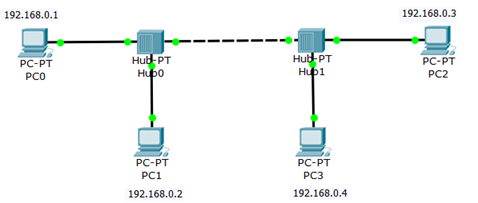 192.168.0.1
192.168.0.3
PC-PT
PC0
Hub-PT
Hub0
Hub-PT
Hub1
PC-PT
PC2
PC-PT
PC1
PC-PT
PC3
192.168.0.2
192.168.0.4